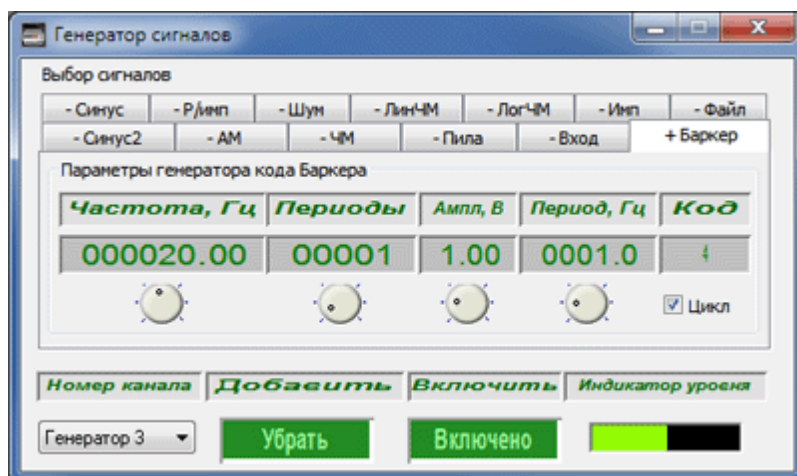 Генератор сигналов
Выбор сигналов
- Синус - Р/имп - Шум - ЛинЧМ - ЛогЧМ - Имп - Файл
- Синус2 - АМ - ЧМ - Пила - Вход + Баркер
Параметры генератора кода Баркера
Частота, Гц Периоды Ампл, В Период, Гц Код
000020.00 00001 1.00 0001.0 4
Цикл
Номер канала Добавить Включить Индикатор уровня
Генератор 3 Убрать Включено